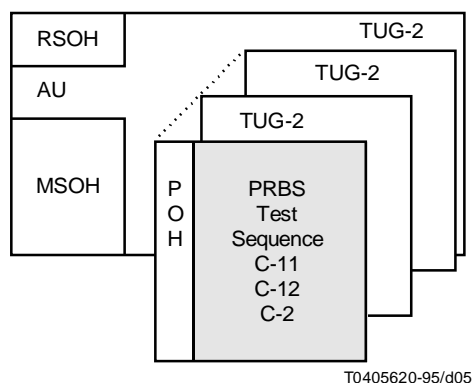 RSOH
TUG-2
AU
TUG-2
TUG-2
MSOH
P
O
H
PRBS
Test
Sequence
C-11
C-12
C-2
T0405620-95/d05